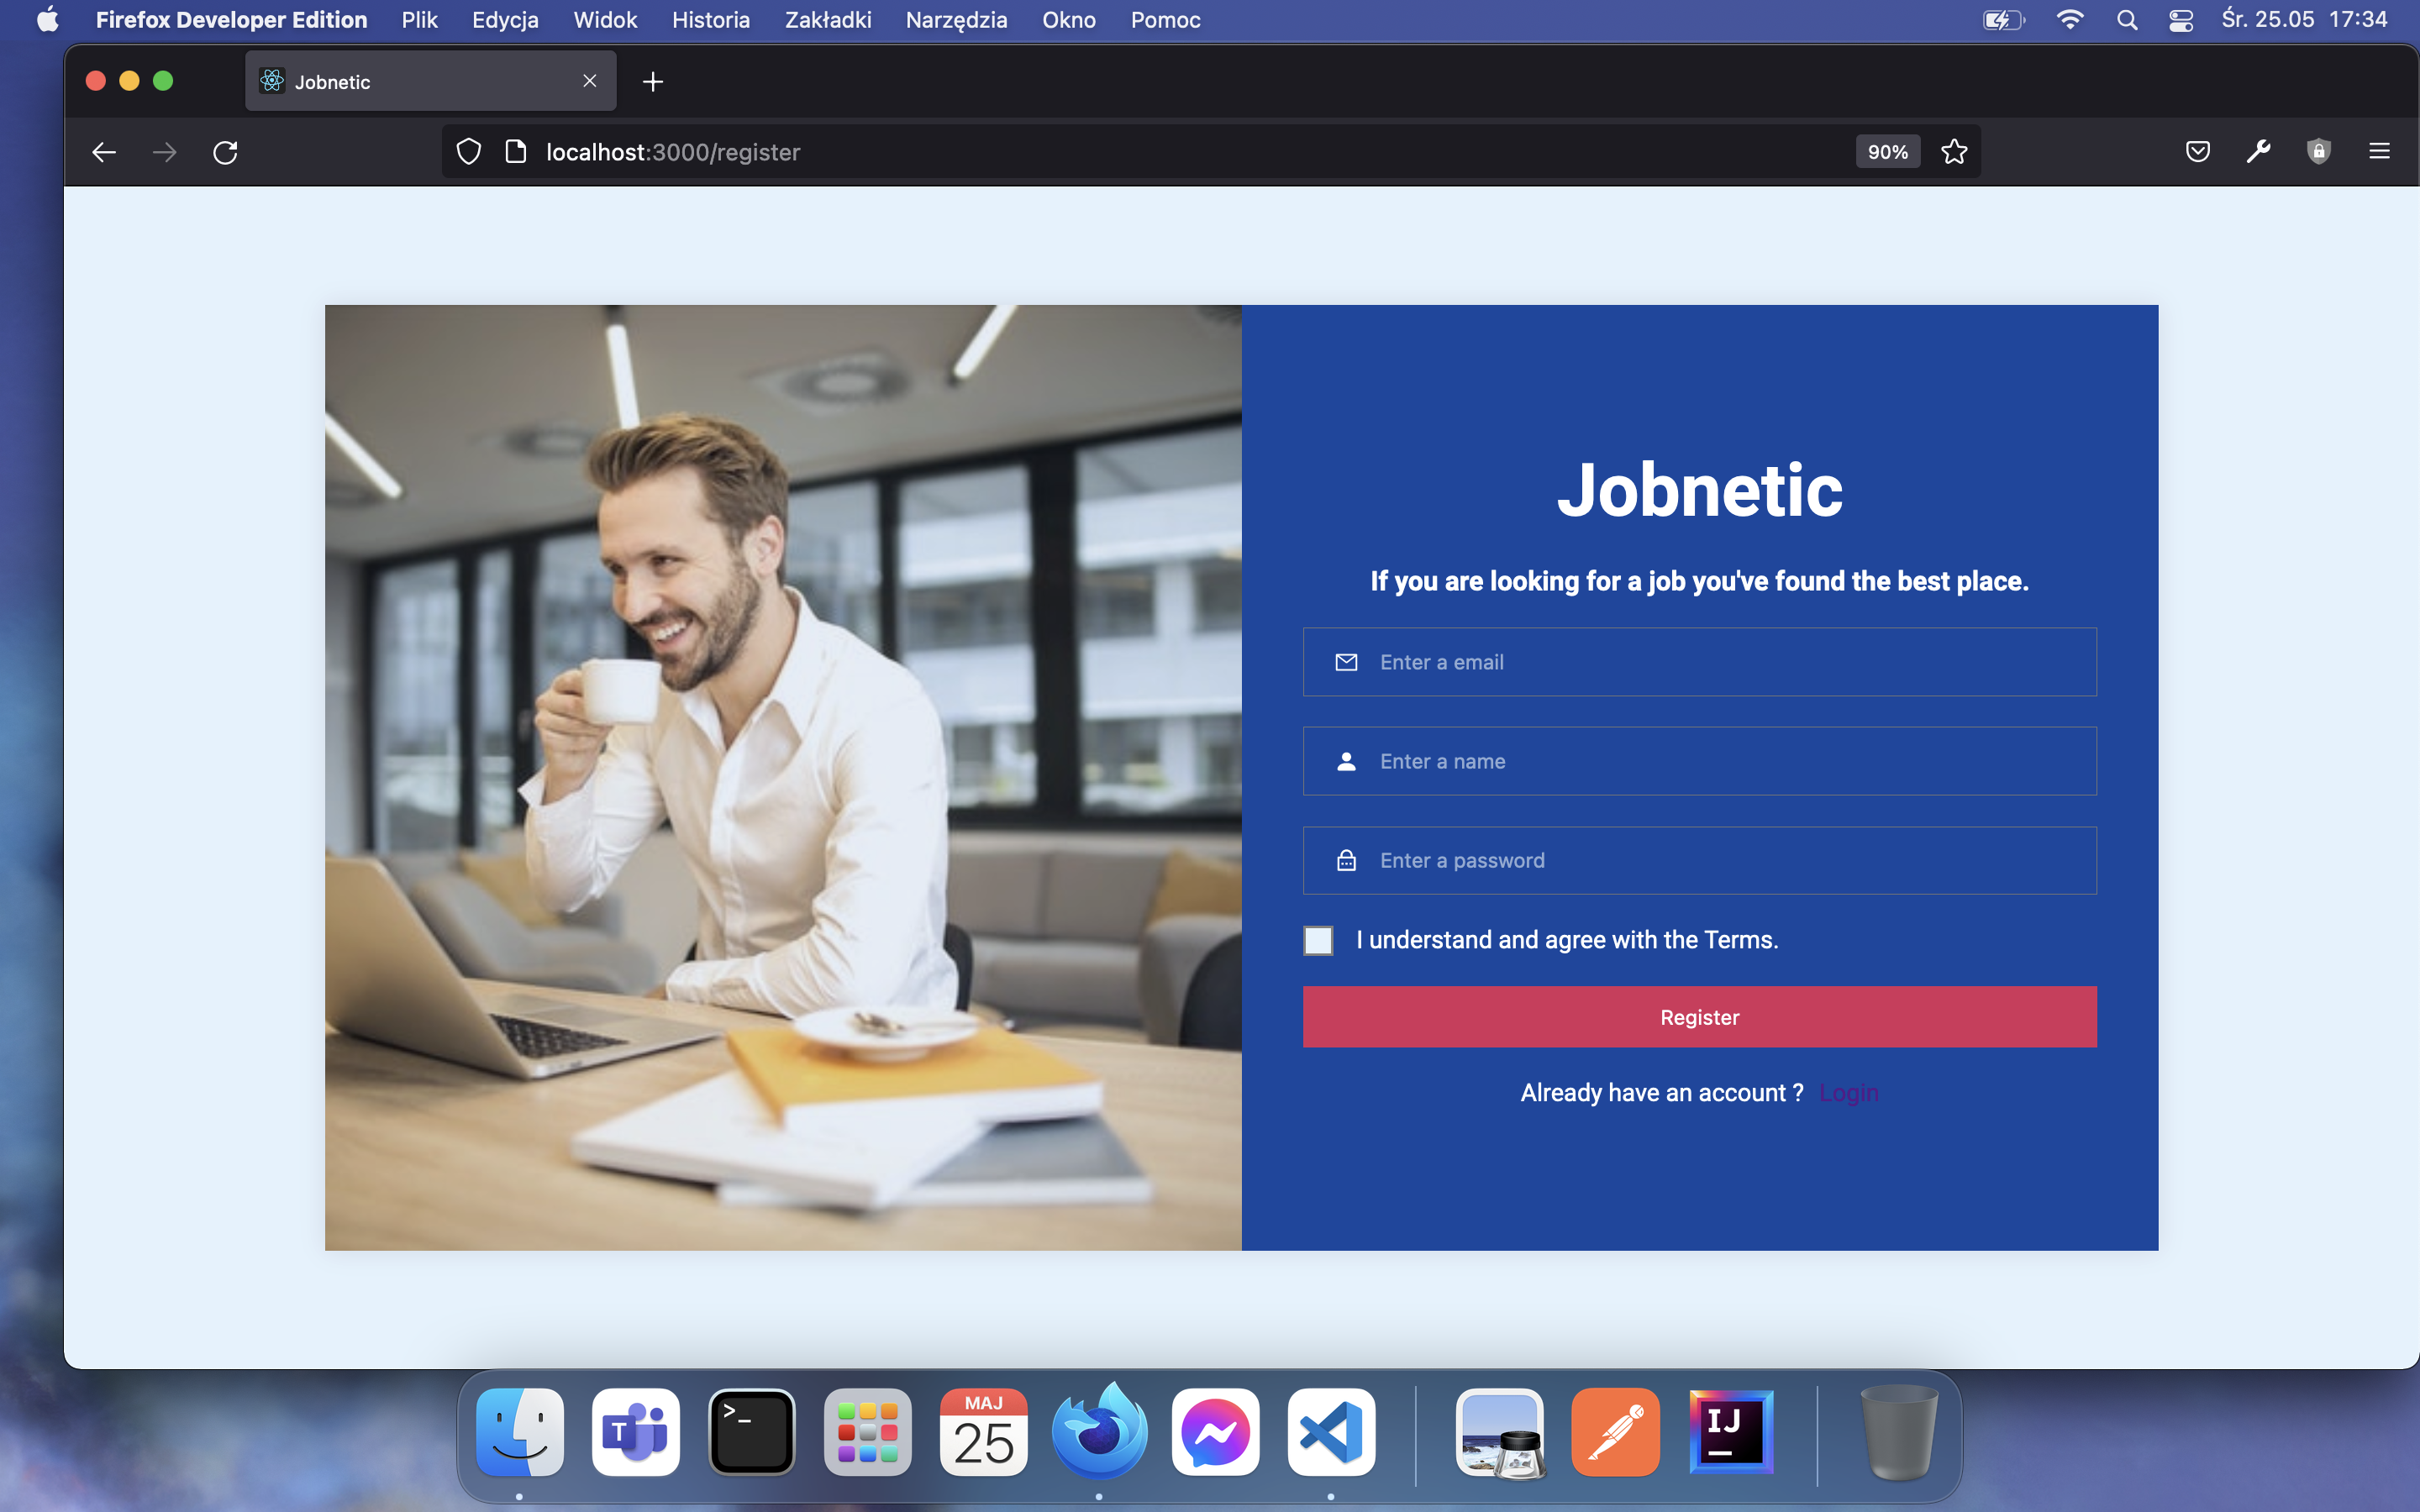 Firefox Developer Edition Plik Edycja Widok Historia Zakładki Narzędzia Okno Pomoc Śr. 25.05 17:34
Jobnetic
localhost:3000/register 90%
Jobnetic
If you are looking for a job you've found the best place.
Enter a email
Enter a name
Enter a password
I understand and agree with the Terms.
Register
Already have an account ? Login
T
>_
MAJ
25
IJ